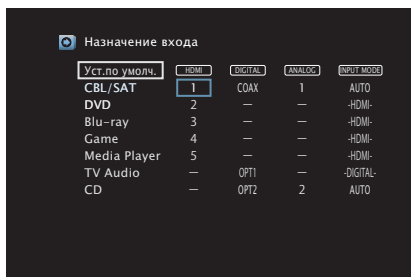 Назначение входа
Уст.по умолч. HDMI DIGITAL ANALOG INPUT MODE
CBL/SAT 1 COAX 1 AUTO
DVD 2 — — -HDMI-
Blu-ray 3 — — -HDMI-
Game 4 — — -HDMI-
Media Player 5 — — -HDMI-
TV Audio — OPT1 — -DIGITAL-
CD — OPT2 2 AUTO